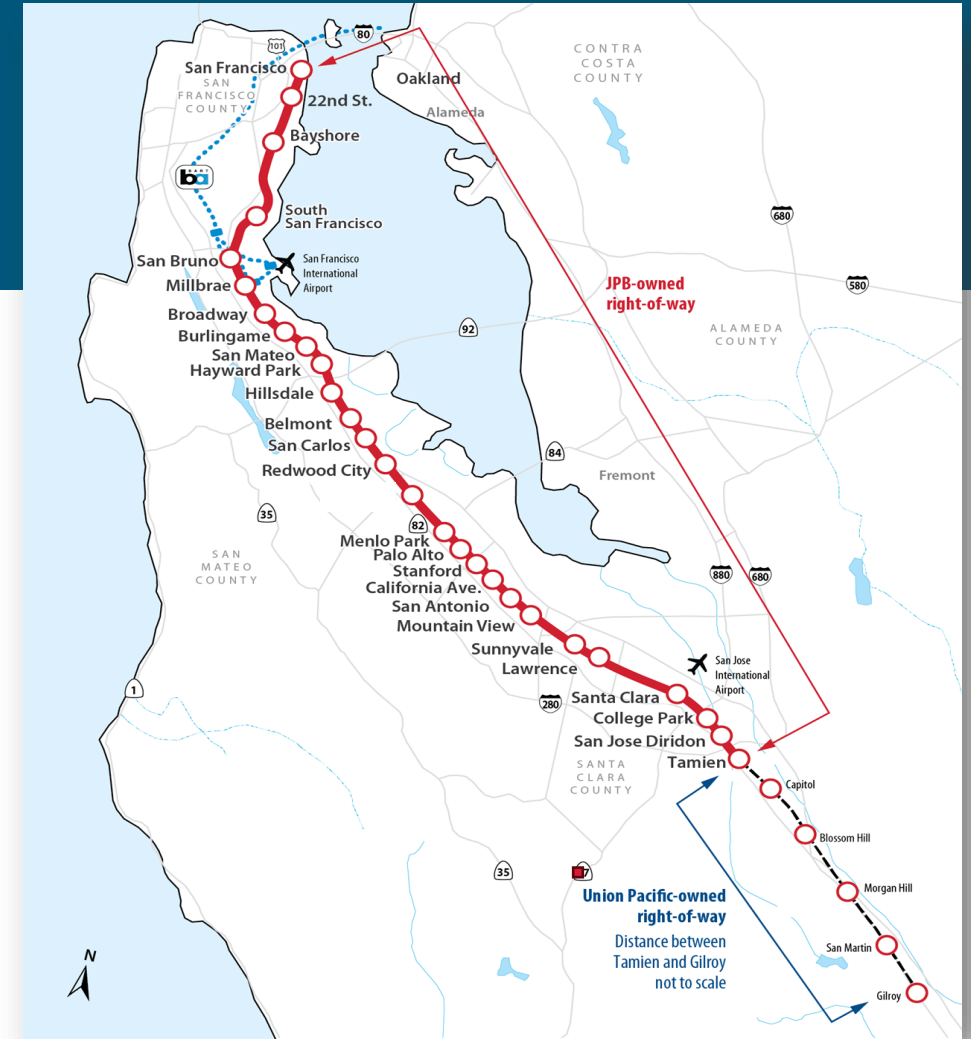 101
80
San Francisco
SAN
FRANCISCO
COUNTY
22nd St.
Bayshore
Oakland
Alameda
CONTRA
COSTA
COUNTY
ba
South
San Francisco
680
San Bruno
San Francisco
International
Airport
Millbrae
JPB-owned
right-of-way
580
Broadway
Burlingame
92
ALAMEDA
COUNTY
San Mateo
Hayward Park
Hillsdale
Belmont
San Carlos
84
Redwood City
Fremont
35
82
Menlo Park
Palo Alto
SAN
MATEO
COUNTY
Stanford
California Ave.
880
680
San Antonio
Mountain View
Sunnyvale
Lawrence
San Jose
International
Airport
1
280
Santa Clara
College Park
San Jose Diridon
Tamien
SANTA
CLARA
COUNTY
Capitol
Blossom Hill
35
7
Union Pacific-owned
right-of-way
Distance between
Tamien and Gilroy
not to scale
Morgan Hill
San Martin
Gilroy
N